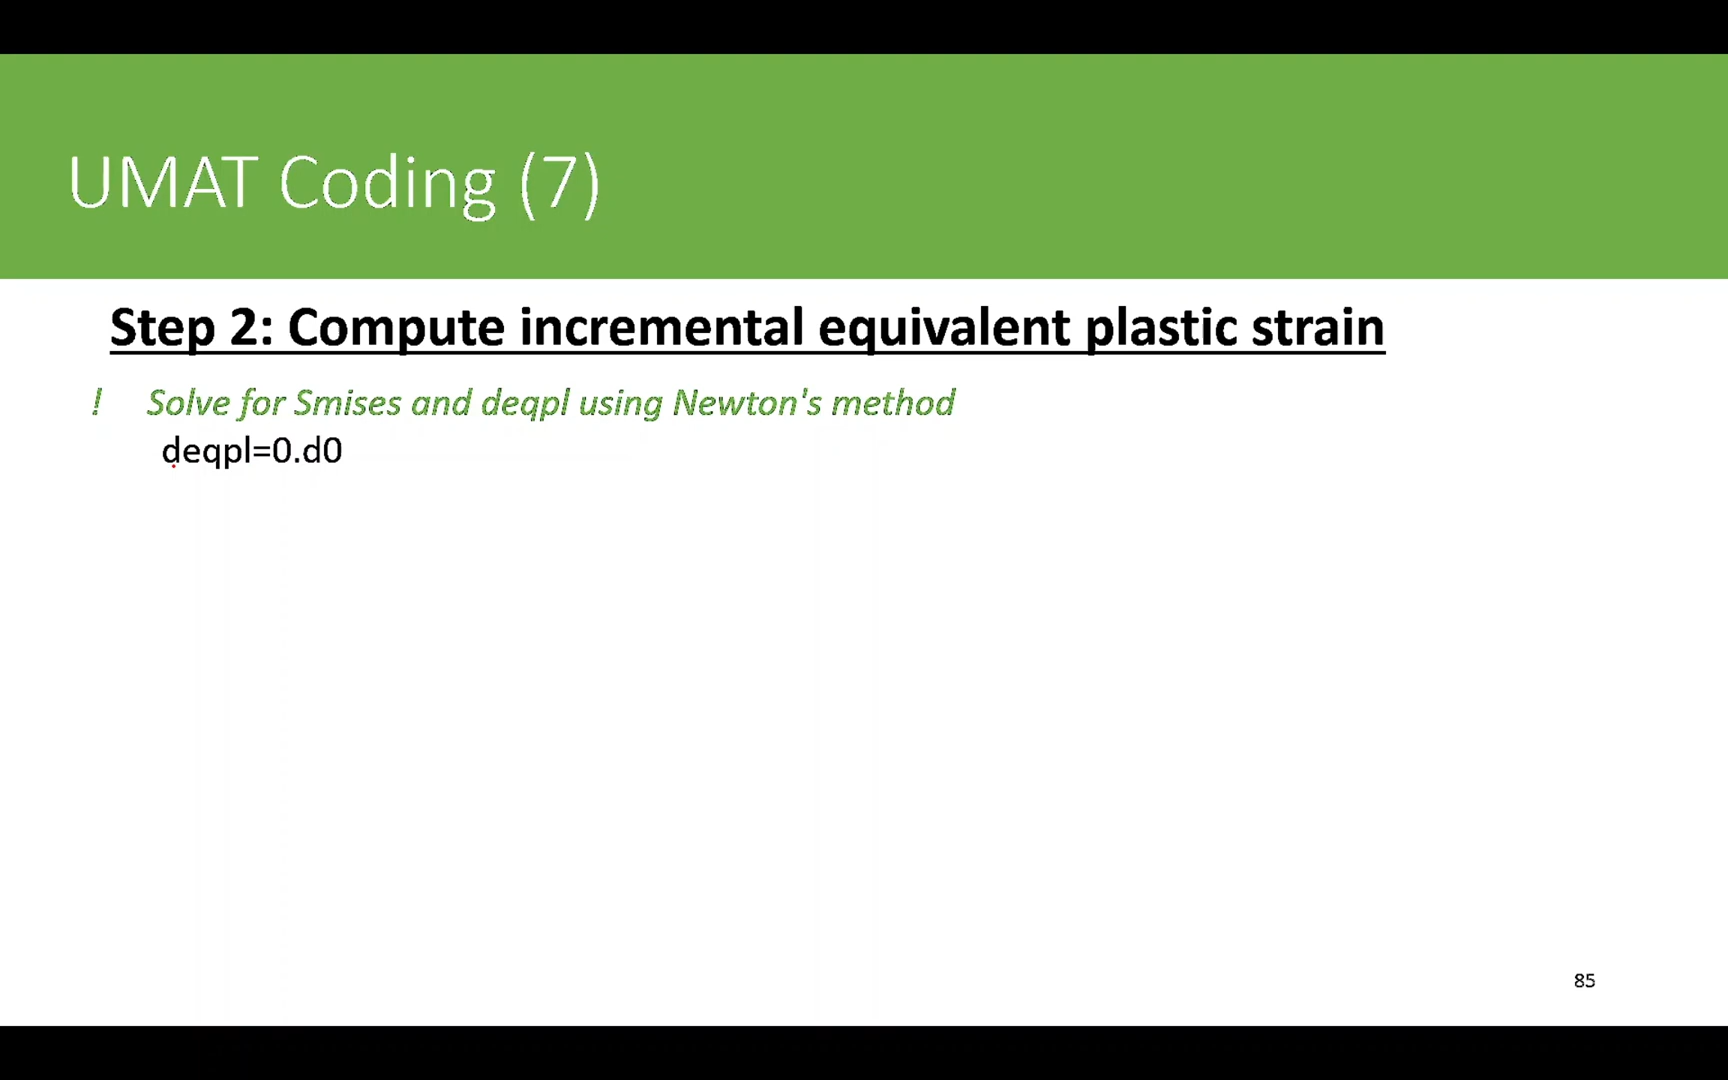 UMAT Coding (7)
Step 2: Compute incremental equivalent plastic strain
! Solve for Smises and deqpl using Newton's method
deqpl=0.d0
85